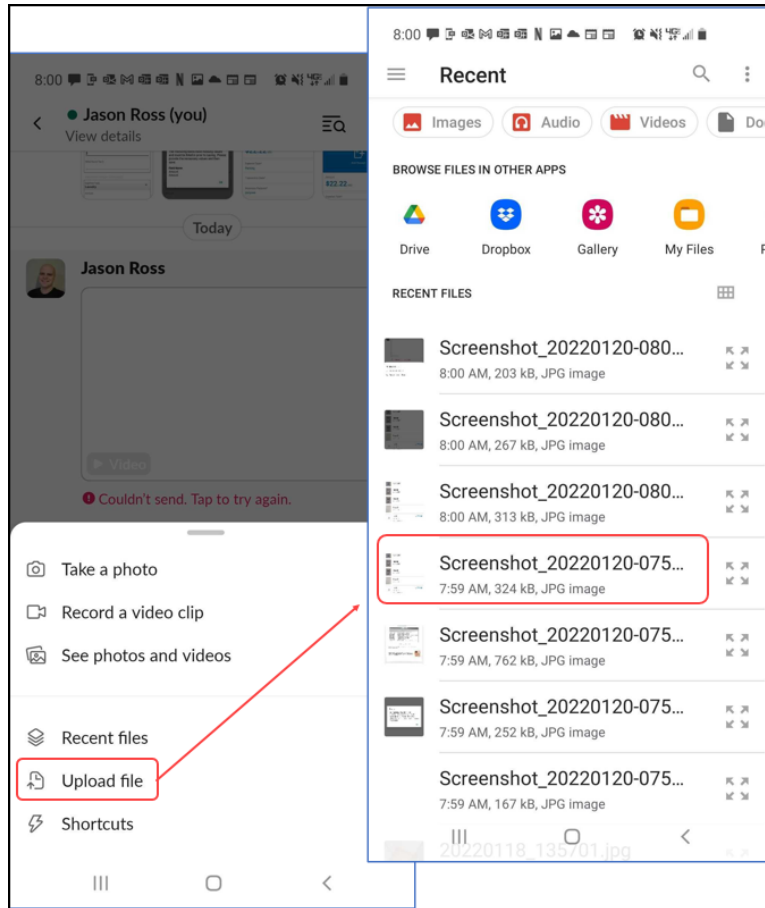 8:00
Jason Ross (you)
View details
$22.22
Today
Jason Ross
Video
Couldn't send. Tap to try again.
Take a photo
Record a video clip
See photos and videos
Recent files
Upload file
Shortcuts
8:00
Recent
Images
Audio
Videos
Do
BROWSE FILES IN OTHER APPS
Drive
Dropbox
Gallery
My Files
RECENT FILES
Screenshot_20220120-080...
8:00 AM, 203 kB, JPG image
Screenshot_20220120-080...
8:00 AM, 267 kB, JPG image
Screenshot_20220120-080...
8:00 AM, 313 kB, JPG image
Screenshot_20220120-075...
7:59 AM, 324 kB, JPG image
Screenshot_20220120-075...
7:59 AM, 762 kB, JPG image
Screenshot_20220120-075...
7:59 AM, 252 kB, JPG image
Screenshot_20220120-075...
7:59 AM, 167 kB, JPG image
20220118_135701.jpg